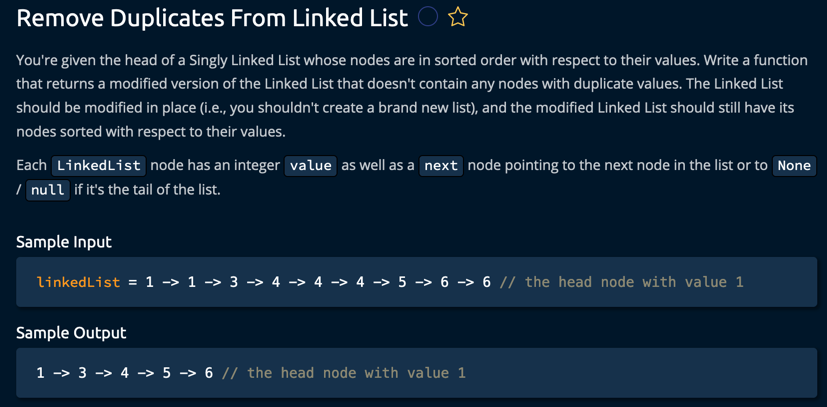 Remove Duplicates From Linked List
You're given the head of a Singly Linked List whose nodes are in sorted order with respect to their values. Write a function
that returns a modified version of the Linked List that doesn't contain any nodes with duplicate values. The Linked List
should be modified in place (i.e., you shouldn't create a brand new list), and the modified Linked List should still have its
nodes sorted with respect to their values.
Each LinkedList node has an integer value as well as a next node pointing to the next node in the list or to None
/ null if it's the tail of the list.
Sample Input
linkedList = 1 -> 1 -> 3 -> 4 -> 4 -> 4 -> 5 -> 6 -> 6 // the head node with value 1
Sample Output
1 -> 3 -> 4 -> 5 -> 6 // the head node with value 1